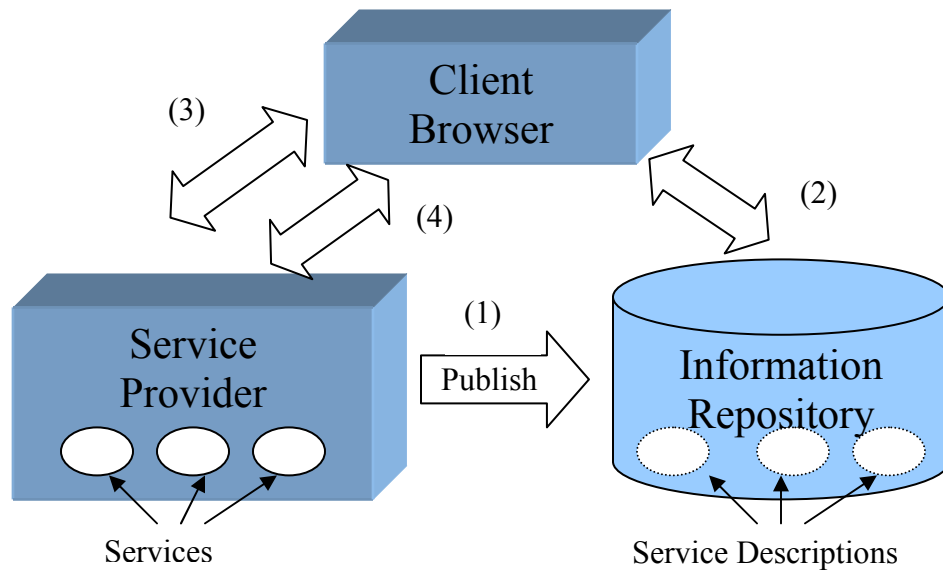 Client
Browser
(3)
(2)
(4)
(1)
Service
Provider
Publish
Information
Repository
Services
Service Descriptions